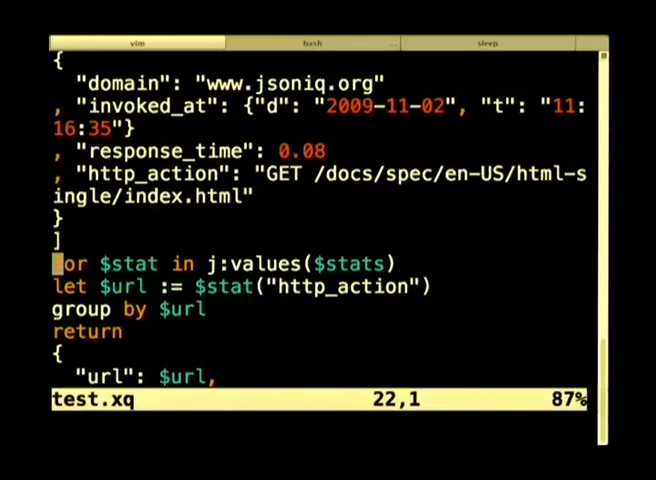 vim bash ... sleep
{
"domain": "www.jsoniq.org"
, "invoked_at": {"d": "2009-11-02", "t": "11:
16:35"}
, "response_time": 0.08
, "http_action": "GET /docs/spec/en-US/html-s
ingle/index.html"
}
]
for $stat in j:values($stats)
let $url := $stat("http_action")
group by $url
return
{
"url": $url,
test.xq 22,1 87%